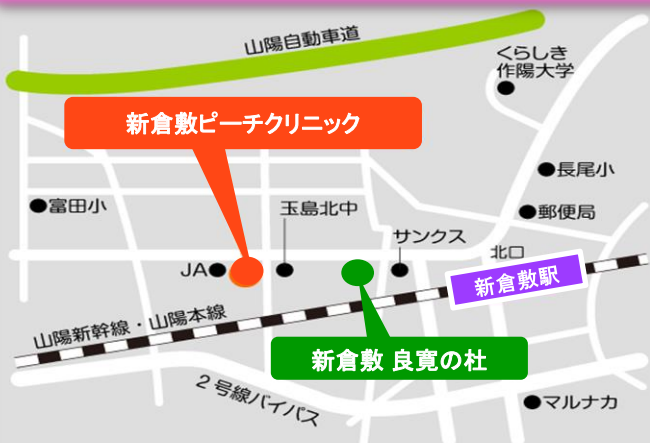 山陽自動車道
くらしき
作陽大学
新倉敷ピーチクリニック
長尾小
富田小
玉島北中
郵便局
サンクス
北口
JA
新倉敷駅
山陽新幹線・山陽本線
新倉敷 良寛の杜
2号線バイパス
マルナカ